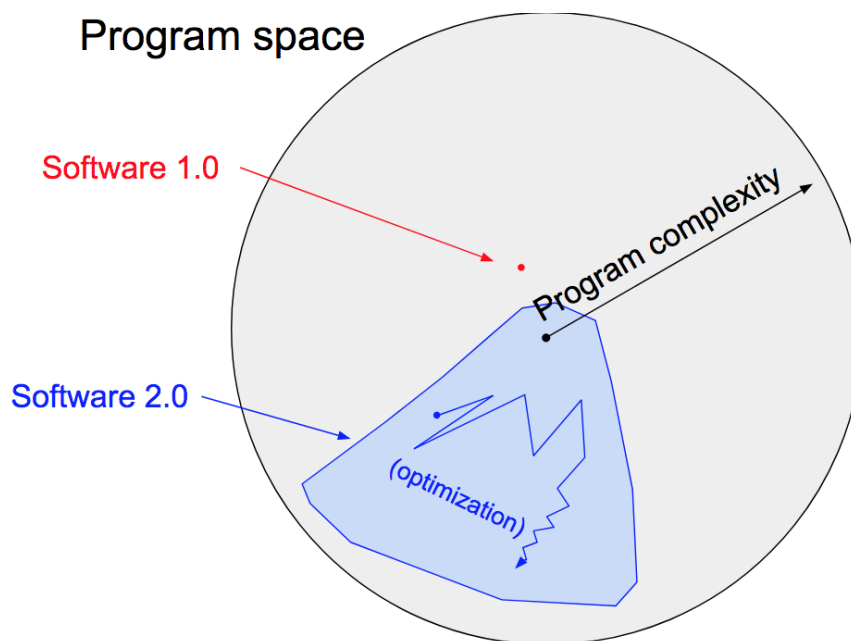 Program space
Software 1.0
Program complexity
Software 2.0
(optimization)